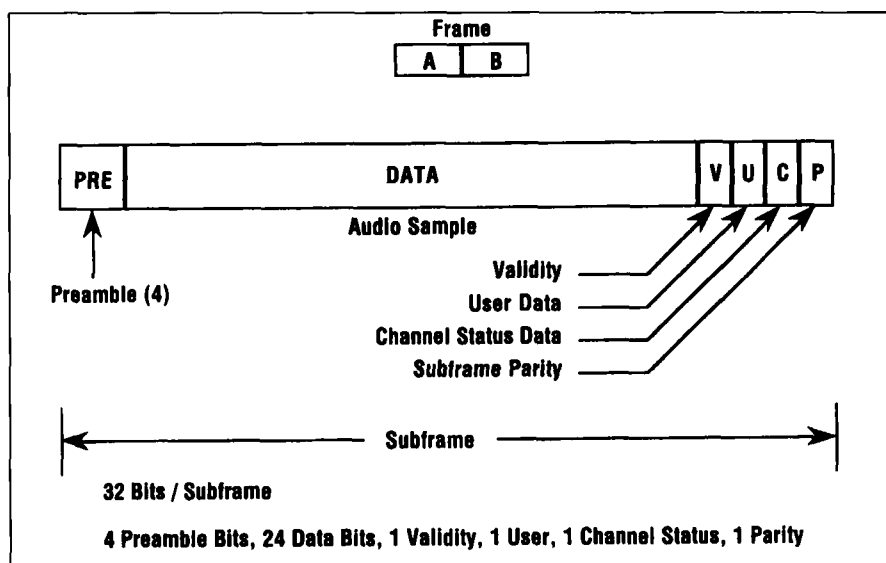 Frame
A B
PRE DATA V U C P
Audio Sample
Validity
Preamble (4)
User Data
Channel Status Data
Subframe Parity
Subframe
32 Bits / Subframe
4 Preamble Bits, 24 Data Bits, 1 Validity, 1 User, 1 Channel Status, 1 Parity